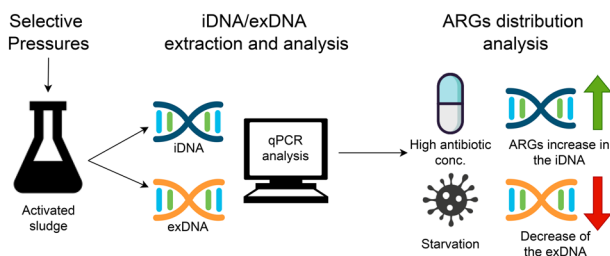 Selective
Pressures
iDNA/exDNA
extraction and analysis
ARGs distribution
analysis
iDNA
qPCR
analysis
exDNA
Activated
sludge
High antibiotic
conc.
ARGs increase in
the iDNA
Starvation
Decrease of
the exDNA